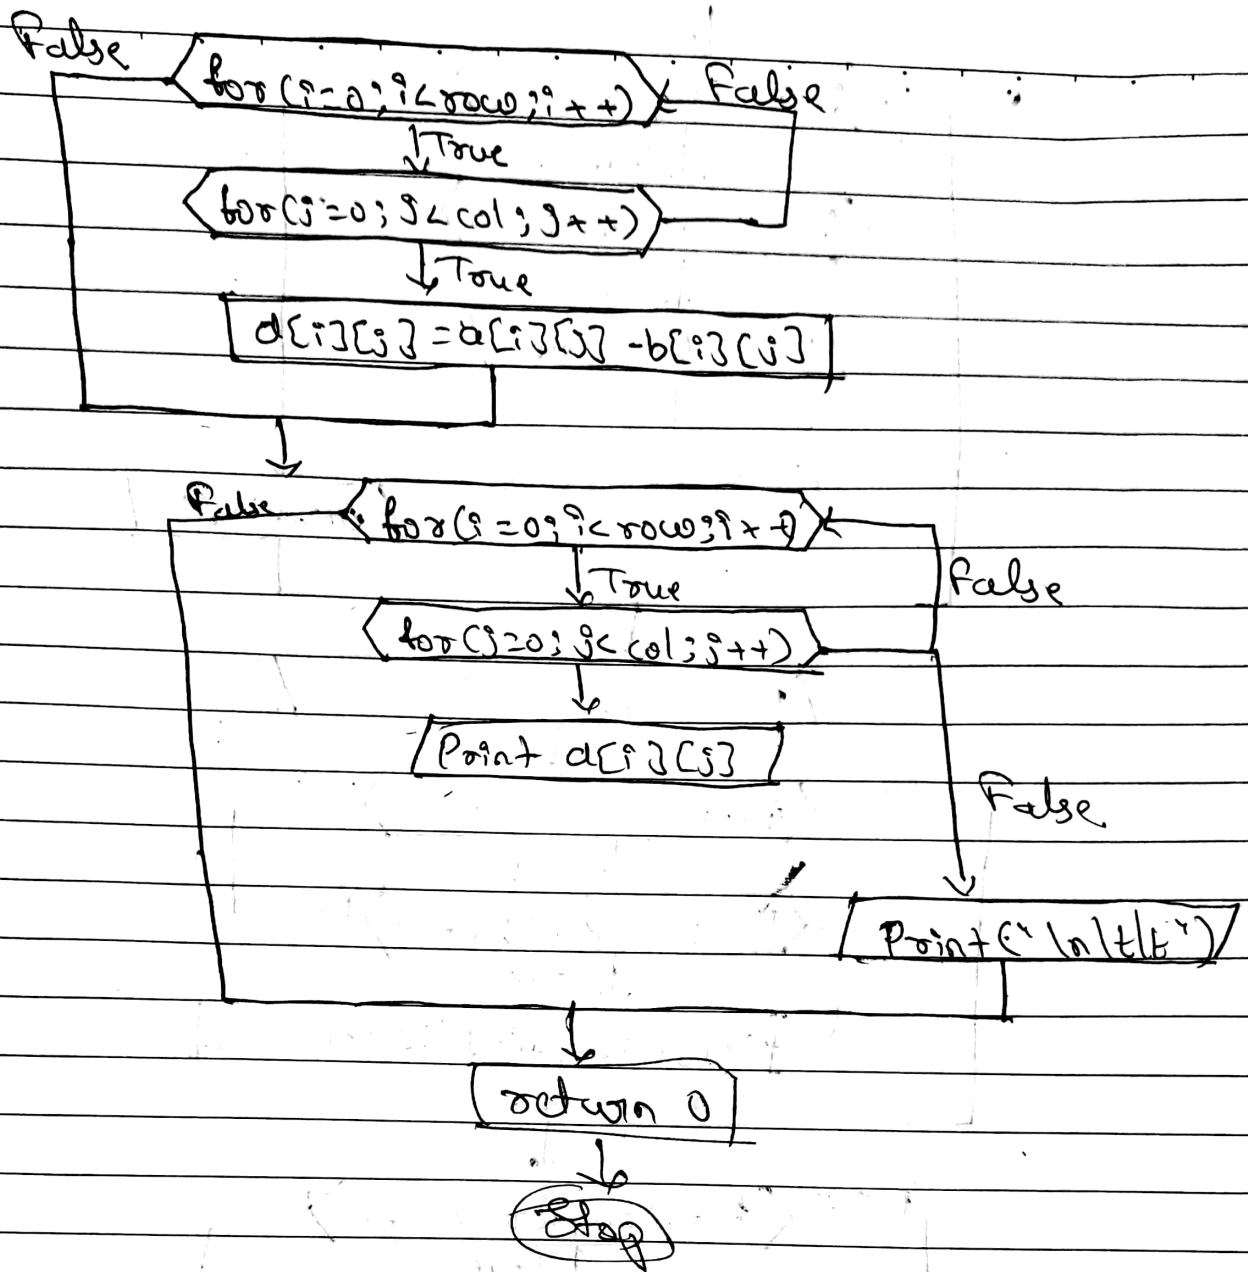 False
for(i=0;i<row;i++)
False
True
for(j=0;j<col;j++)
True
d[i][j]=a[i][j]-b[i][j]
False
for(i=0;i<row;i++)
True
False
for(j=0;j<col;j++)
Print d[i][j]
False
Print("\n\t\t")
return 0
Stop